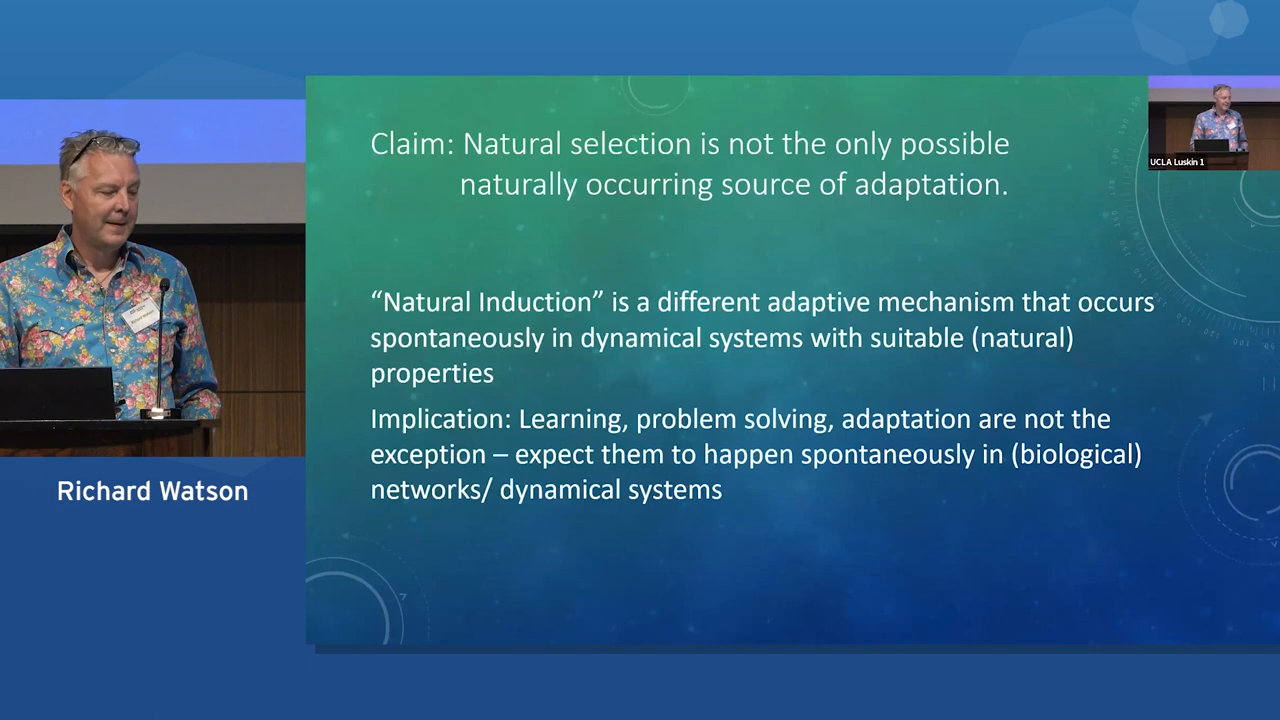 Claim: Natural selection is not the only possible
naturally occurring source of adaptation.
UCLA Luskin 1
“Natural Induction” is a different adaptive mechanism that occurs
spontaneously in dynamical systems with suitable (natural)
properties
Implication: Learning, problem solving, adaptation are not the
exception – expect them to happen spontaneously in (biological)
networks/ dynamical systems
Richard Watson